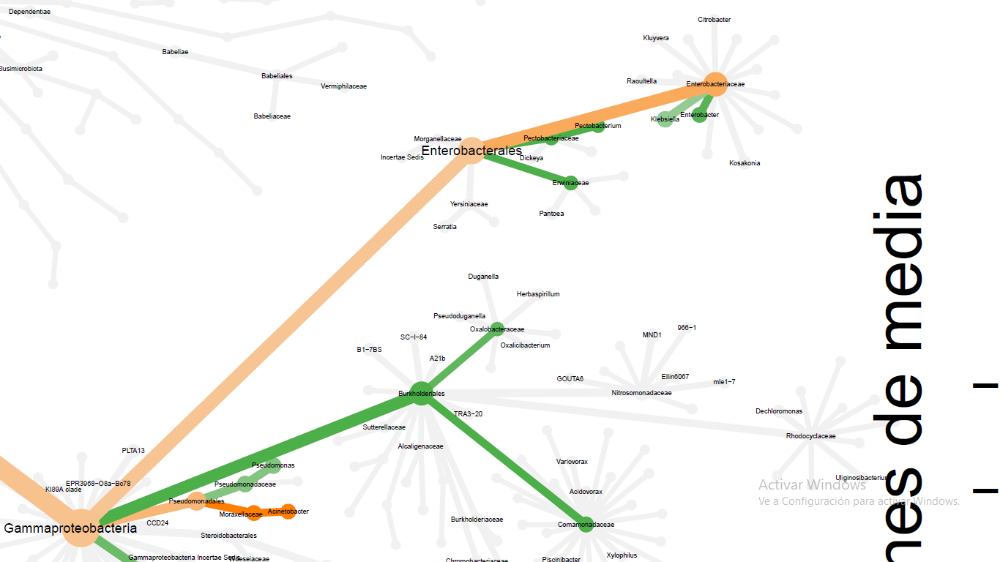 Dependentiae
Citrobacter
Kluyvera
Babeliae
Elusimicrobiota
Babeliales
Raoultella
Enterobacteriaceae
Vermiphilaceae
Babeliaceae
Klebsiella
Enterobacter
Pectobacterium
Morganellaceae
Pectobacteriaceae
Enterobacterales
Incertae Sedis
Dickeya
Kosakonia
Erwiniaceae
Yersiniaceae
Pantoea
Serratia
nes de media
Duganella
Herbaspirillum
Pseudoduganella
Oxalobacteraceae
966-1
MND1
SC-I-84
Oxalicibacterium
B1-7BS
A21b
GOUTA6
Ellin6067
mle1-7
Burkholderiales
Nitrosomonadaceae
TRA3-20
Dechloromonas
Sutterellaceae
Rhodocyclaceae
Alcaligenaceae
PLTA13
Variovorax
Pseudomonas
Uliginosibacterium
EPR3968-O8a-Bc78
Pseudomonadaceae
KI89A clade
Activar Windows
Acidovorax
Pseudomonadales
Ve a Configuración para activar Windows.
Moraxellaceae
Acinetobacter
Burkholderiaceae
CCD24
Comamonadaceae
Gammaproteobacteria
Steroidobacterales
Xylophilus
Gammaproteobacteria Incertae Sedis
Woeseiaceae
Chromobacteriaceae
Piscinibacter